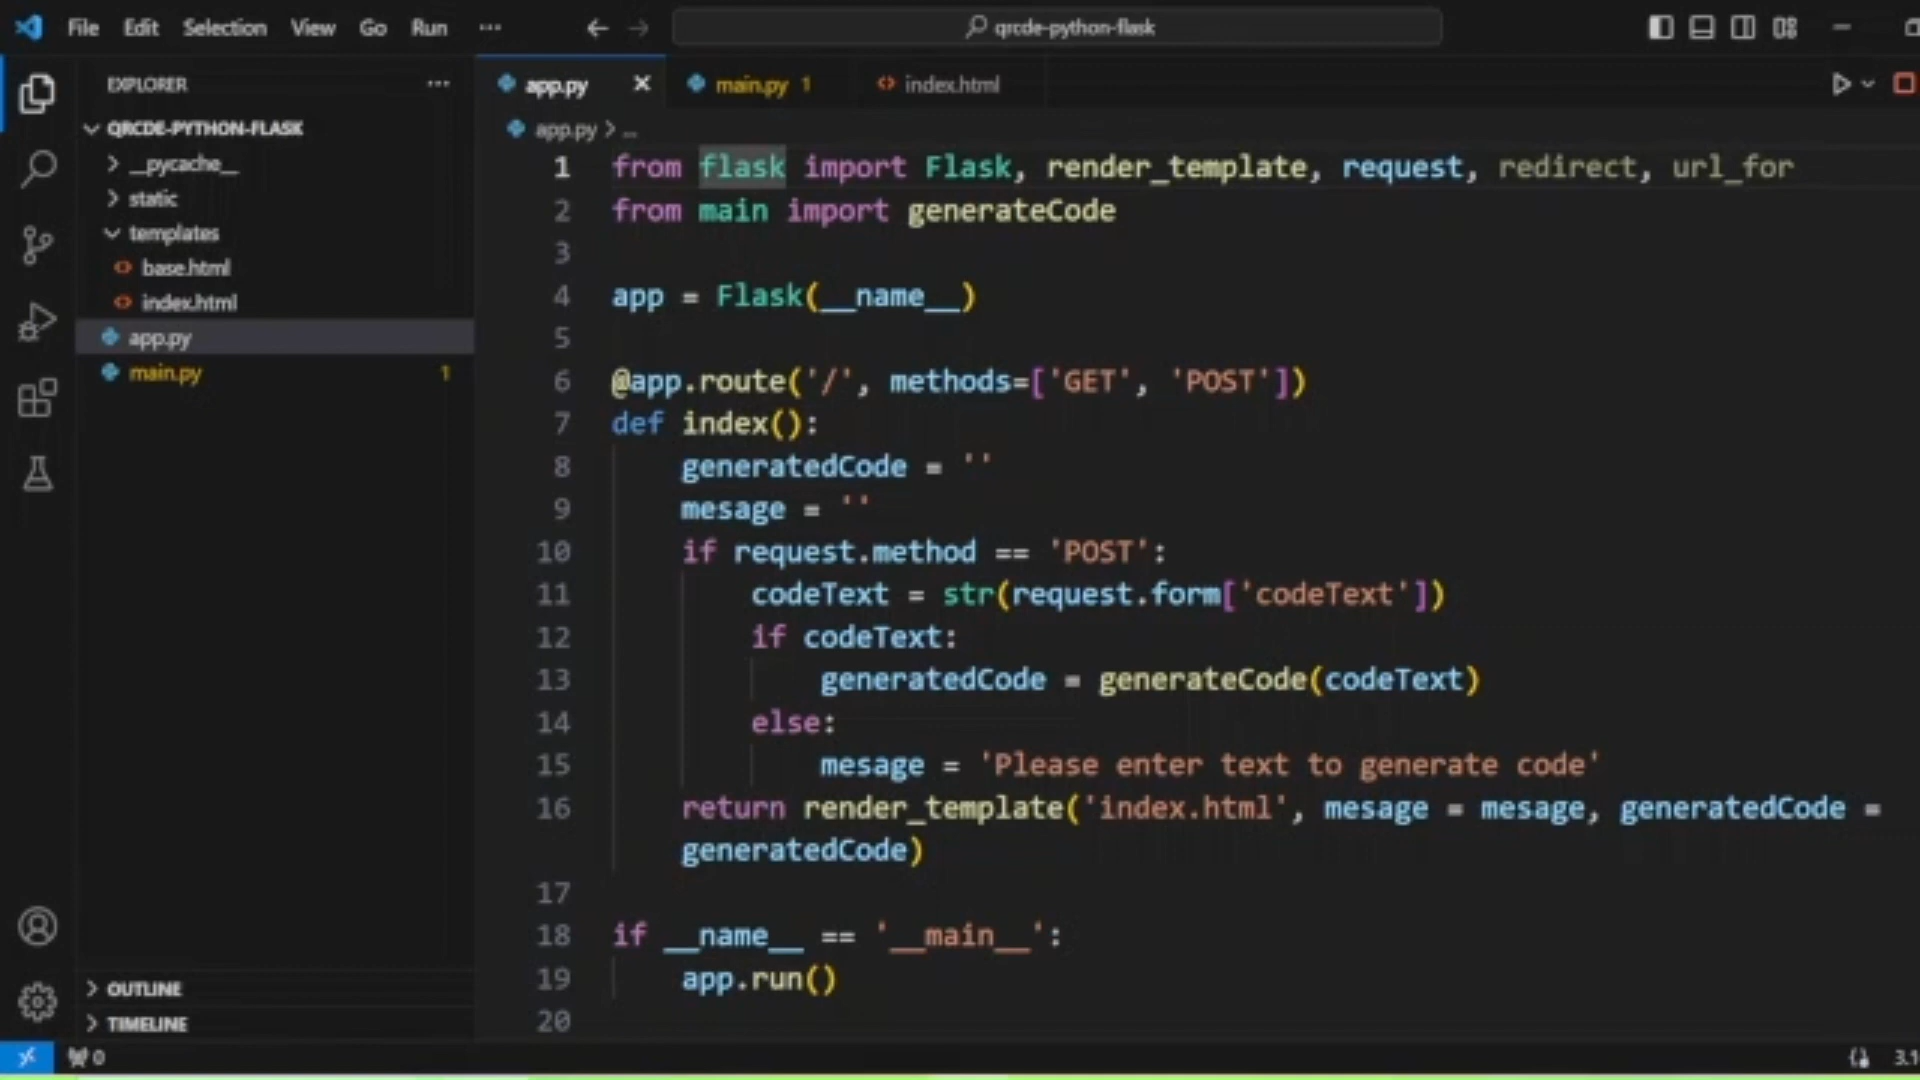 File Edit Selection View Go Run ···
qrcde-python-flask
EXPLORER ···
QRCDE-PYTHON-FLASK
__pycache__
static
templates
base.html
index.html
app.py
main.py 1
OUTLINE
TIMELINE
app.py main.py 1 index.html
app.py > ...
1 from flask import Flask, render_template, request, redirect, url_for
2 from main import generateCode
3
4 app = Flask(__name__)
5
6 @app.route('/', methods=['GET', 'POST'])
7 def index():
8 generatedCode = ''
9 mesage = ''
10 if request.method == 'POST':
11 codeText = str(request.form['codeText'])
12 if codeText:
13 generatedCode = generateCode(codeText)
14 else:
15 mesage = 'Please enter text to generate code'
16 return render_template('index.html', mesage = mesage, generatedCode =
generatedCode)
17
18 if __name__ == '__main__':
19 app.run()
20
0
3.1